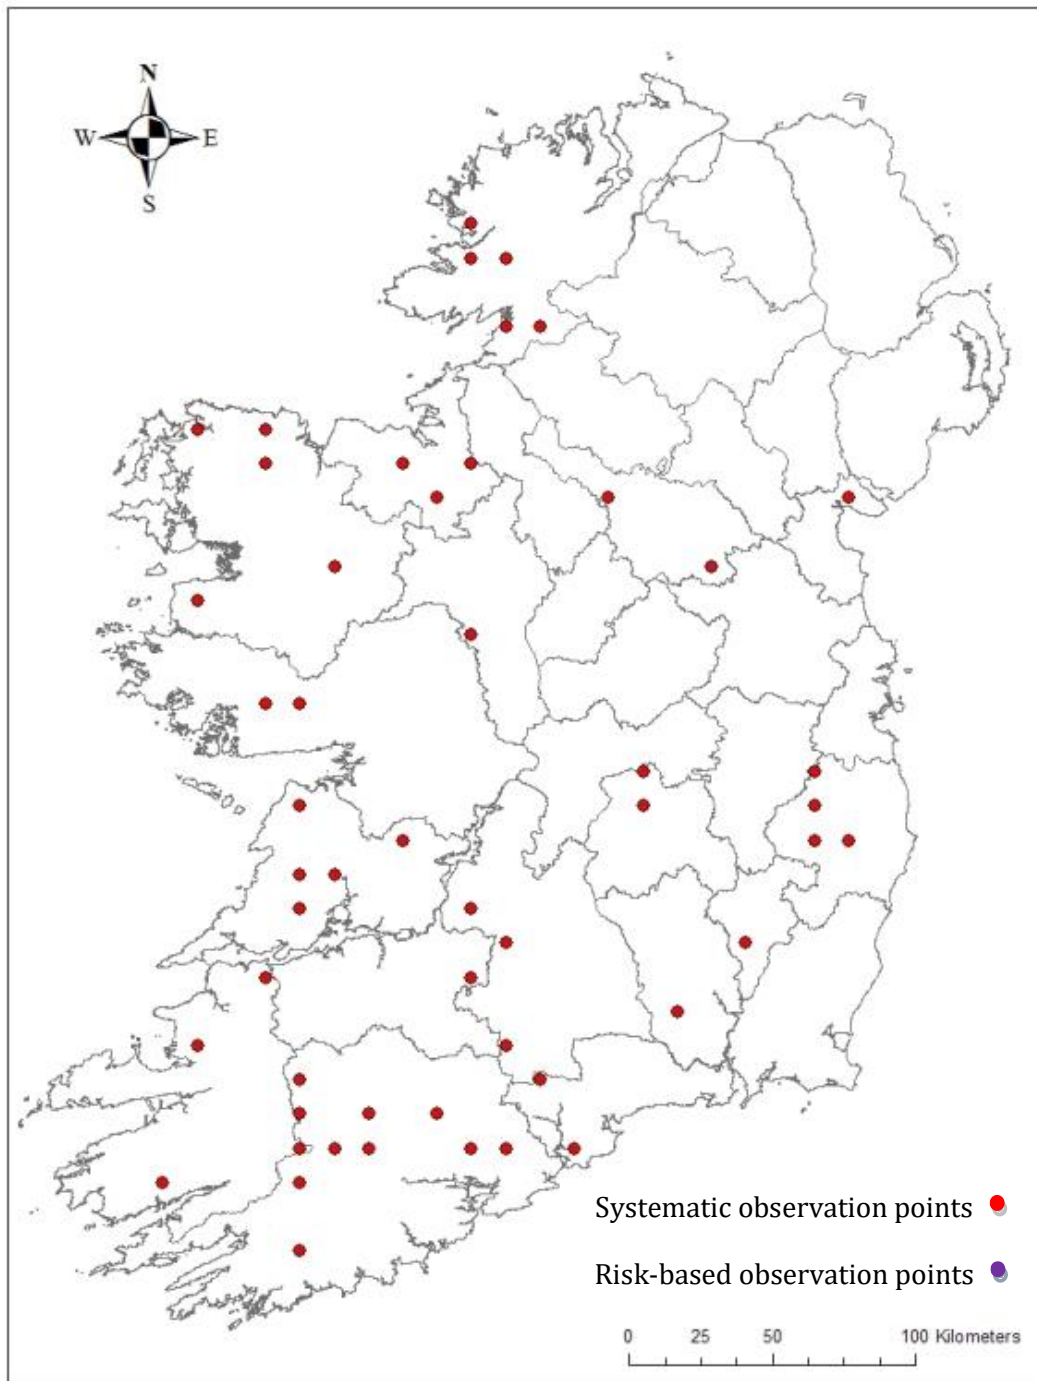 N
W E
S
Systematic observation points
Risk-based observation points
0 25 50 100 Kilometers